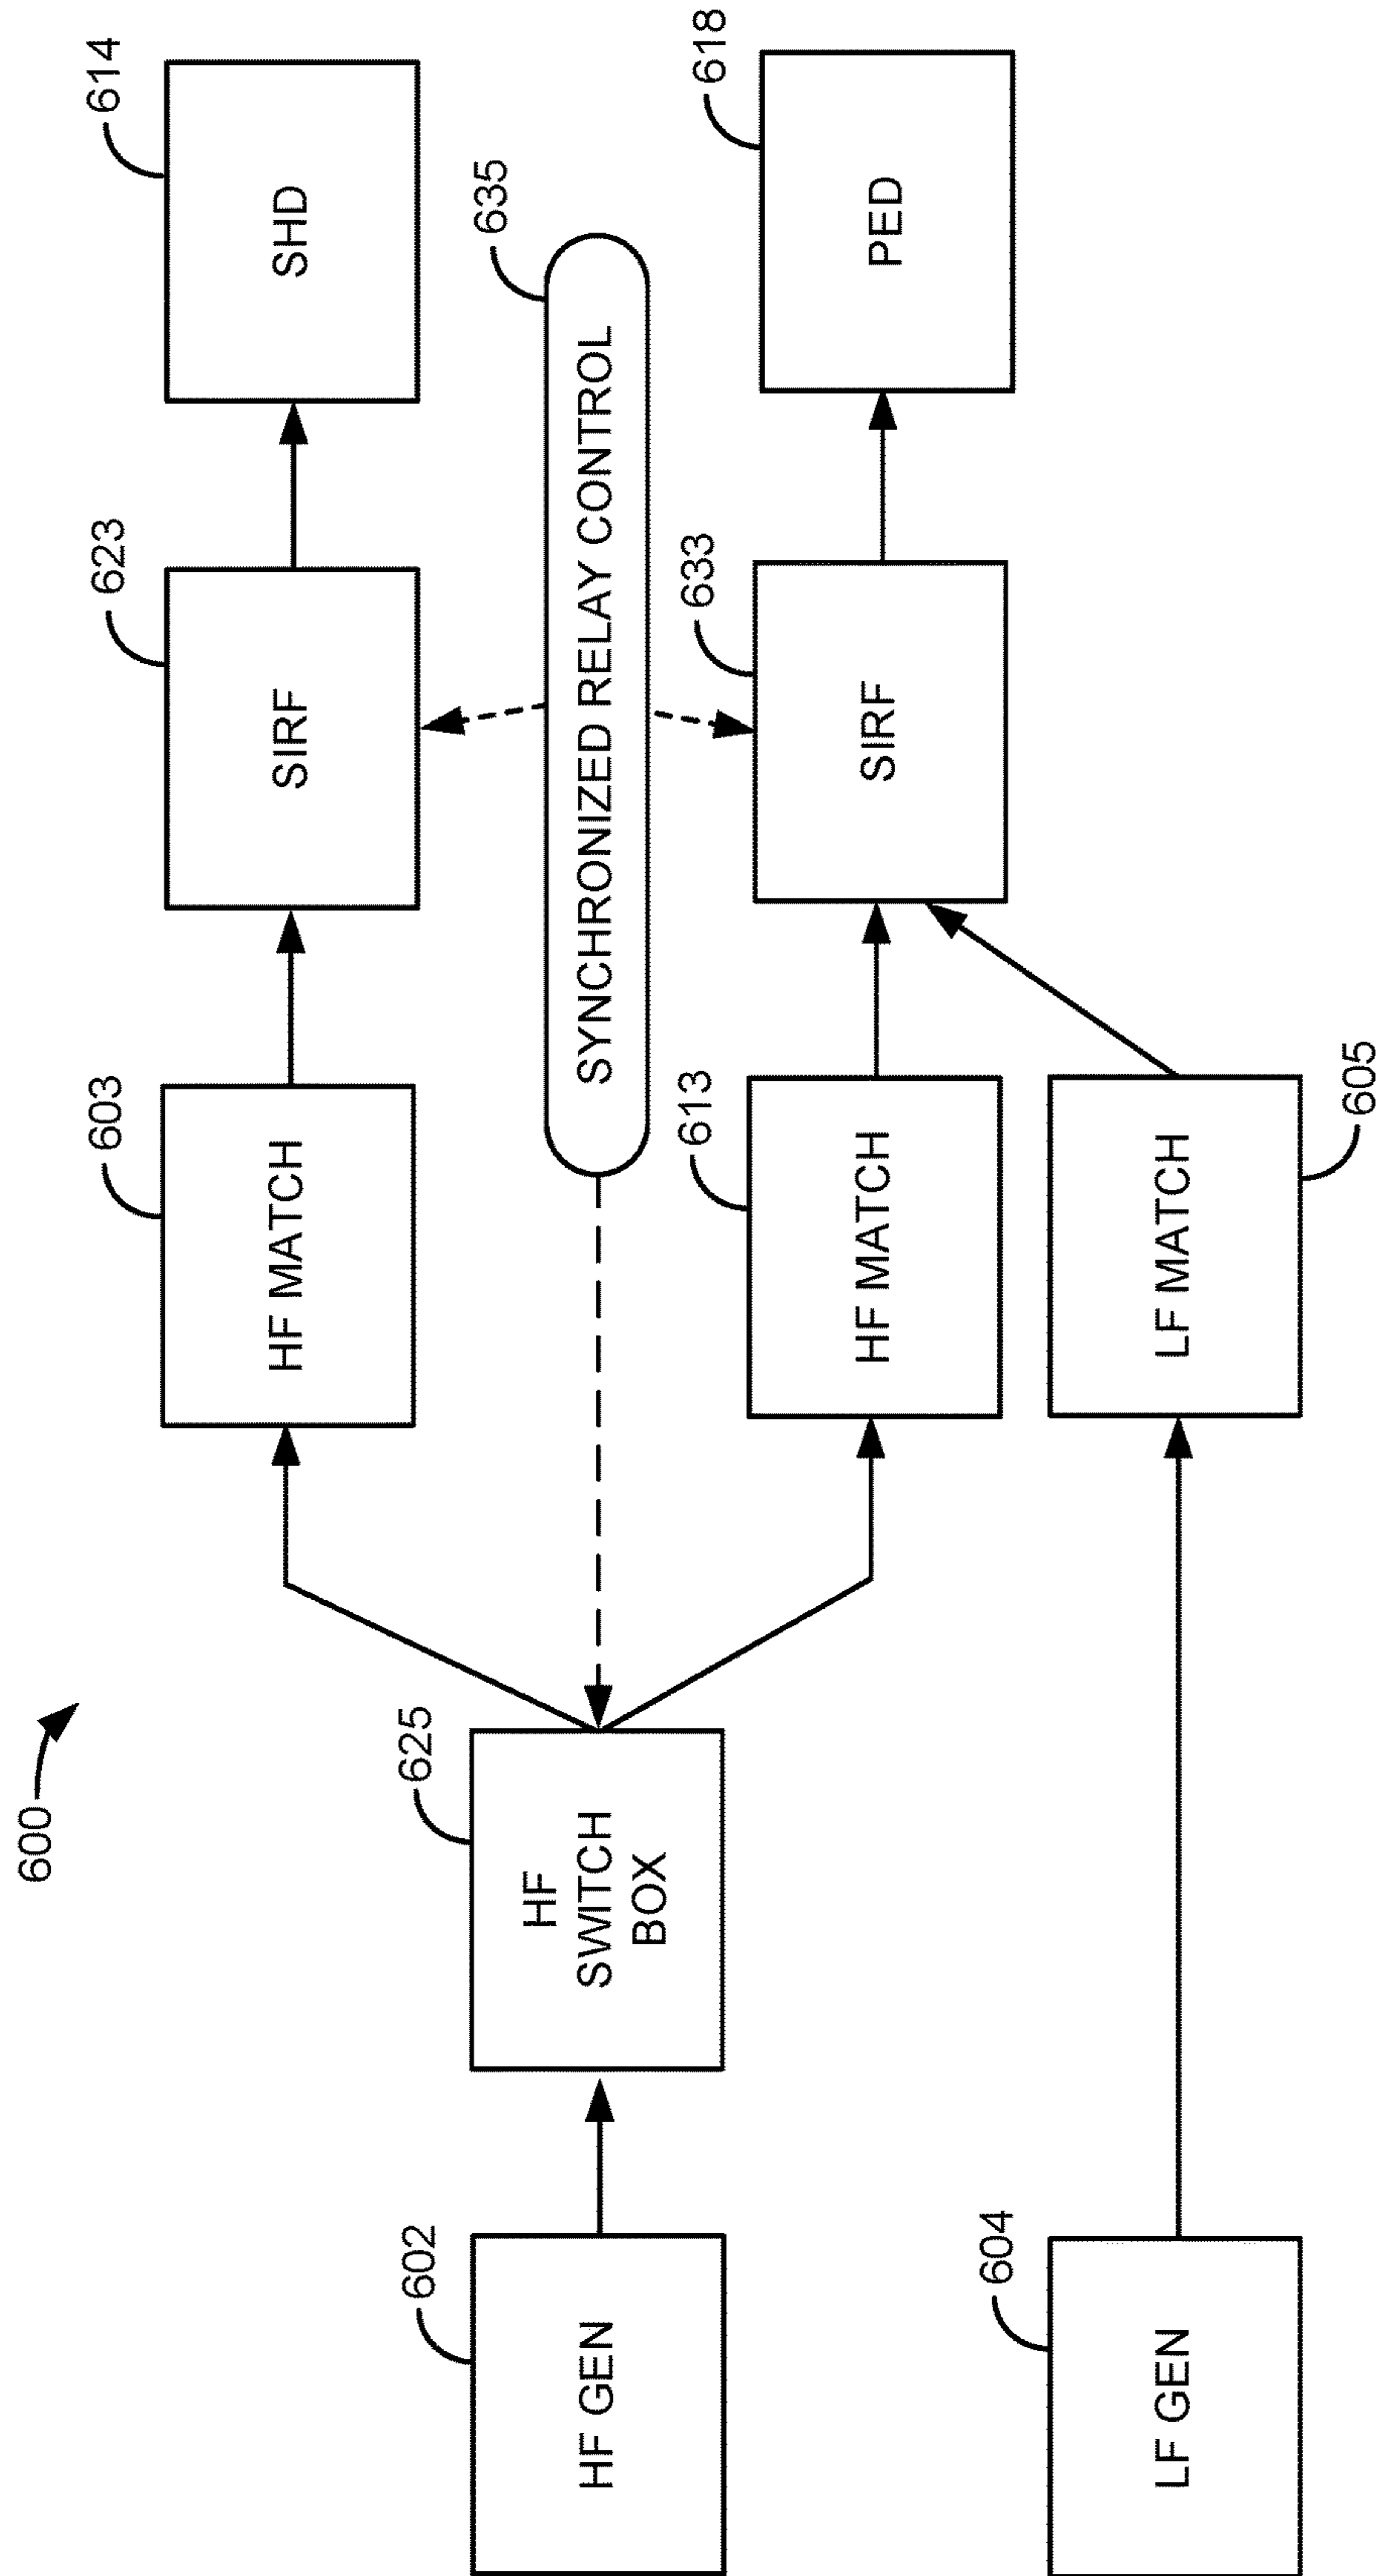 600
602
HF GEN
625
HF
SWITCH
BOX
603
HF MATCH
623
SIRF
614
SHD
635
SYNCHRONIZED RELAY CONTROL
613
HF MATCH
633
SIRF
618
PED
604
LF GEN
LF MATCH
605